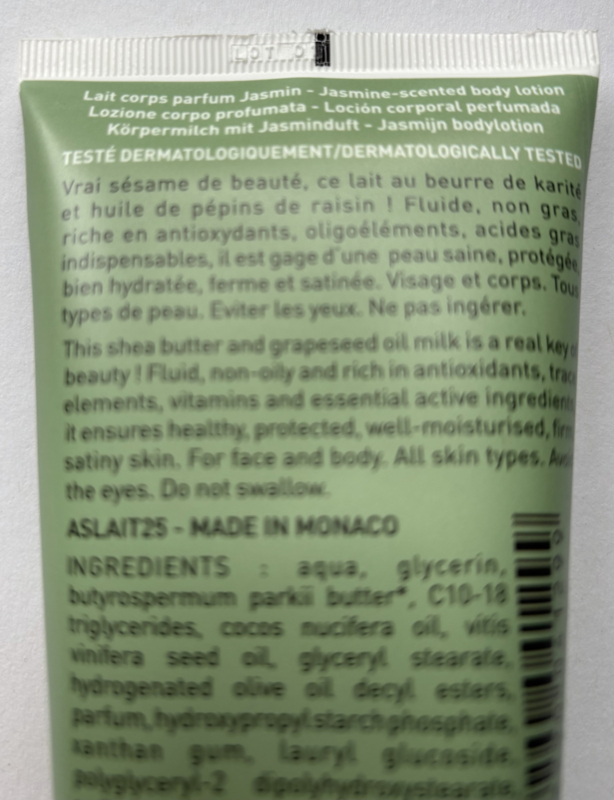 LOT
Lait corps parfum Jasmin - Jasmine-scented body lotion
Lozione corpo profumata - Loción corporal perfumada
Körpermilch mit Jasminduft - Jasmijn bodylotion
TESTÉ DERMATOLOGIQUEMENT/DERMATOLOGICALLY TESTED
Vrai sésame de beauté, ce lait au beurre de karité
et huile de pépins de raisin ! Fluide, non gras,
riche en antioxydants, oligoéléments, acides gras
indispensables, il est gage d'une peau saine, protégée,
bien hydratée, ferme et satinée. Visage et corps. Tous
types de peau. Eviter les yeux. Ne pas ingérer.
This shea butter and grapeseed oil milk is a real key
beauty ! Fluid, non-oily and rich in antioxidants,
elements, vitamins and essential active
it ensures healthy, protected, well-moisturised,
satiny skin. For face and body. All skin types.
the eyes. Do not swallow.
ASLAIT25 - MADE IN MONACO
INGREDIENTS : aqua, glycerin,
butyrospermum parkii butter*, C10-18
triglycerides, cocos nucifera oil, vitis
vinifera seed oil, glyceryl stearate,
hydrogenated olive oil decyl esters,
parfum, hydroxypropyl starch phosphate,
xanthan gum, lauryl glucoside,
polyglyceryl-2 dipolyhydroxystearate,